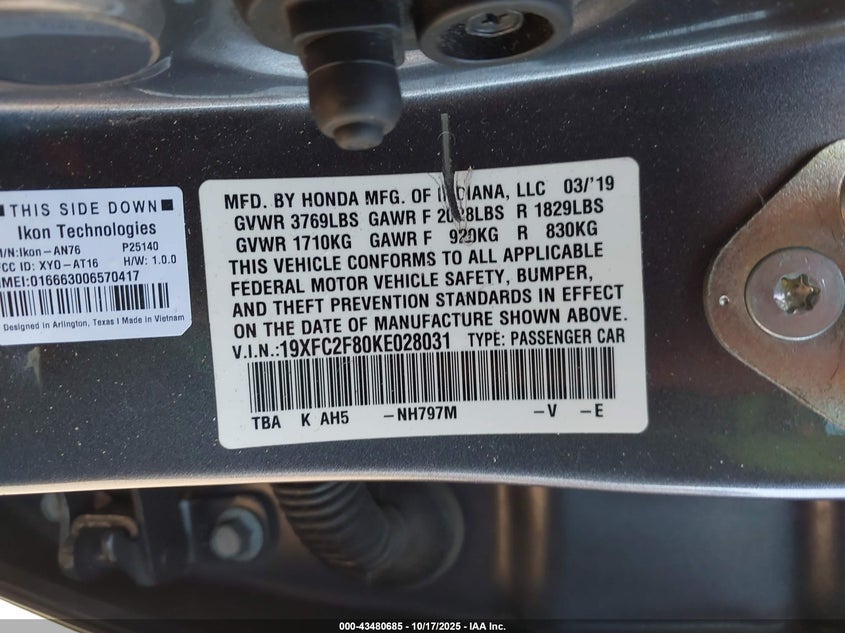 THIS SIDE DOWN
Ikon Technologies
M/N:Ikon-AN76 P25140
FCC ID: XYO-AT16 H/W: 1.0.0
IMEI:016663006570417
Designed in Arlington, Texas | Made in Vietnam
MFD. BY HONDA MFG. OF INDIANA, LLC 03/'19
GVWR 3769LBS GAWR F LBS R 1829LBS
GVWR 1710KG GAWR F KG R 830KG
THIS VEHICLE CONFORMS TO ALL APPLICABLE
FEDERAL MOTOR VEHICLE SAFETY, BUMPER,
AND THEFT PREVENTION STANDARDS IN EFFECT
ON THE DATE OF MANUFACTURE SHOWN ABOVE.
V.I.N.:19XFC2F80KE028031 TYPE: PASSENGER CAR
TBA K AH5 -NH797M -V -E
000-43480685 - 10/17/2025 - IAA Inc.